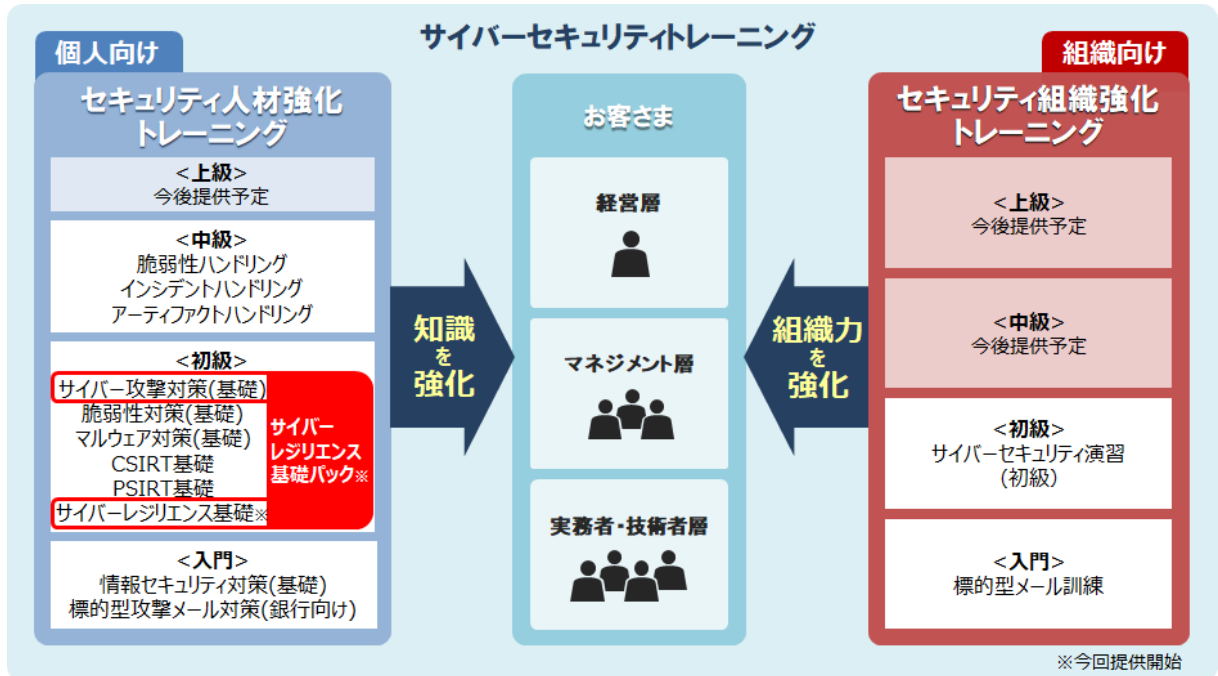 サイバーセキュリティトレーニング
個人向け
セキュリティ人材強化
トレーニング
<上級>
今後提供予定
<中級>
脆弱性ハンドリング
インシデントハンドリング
アーティファクトハンドリング
<初級>
サイバー攻撃対策(基礎)
脆弱性対策(基礎)
マルウェア対策(基礎)
CSIRT基礎
PSIRT基礎
サイバーレジリエンス基礎※
サイバー
レジリエンス
基礎パック※
<入門>
情報セキュリティ対策(基礎)
標的型攻撃メール対策(銀行向け)
知識
を
強化
お客さま
経営層
マネジメント層
実務者・技術者層
組織力
を
強化
組織向け
セキュリティ組織強化
トレーニング
<上級>
今後提供予定
<中級>
今後提供予定
<初級>
サイバーセキュリティ演習
(初級)
<入門>
標的型メール訓練
※今回提供開始